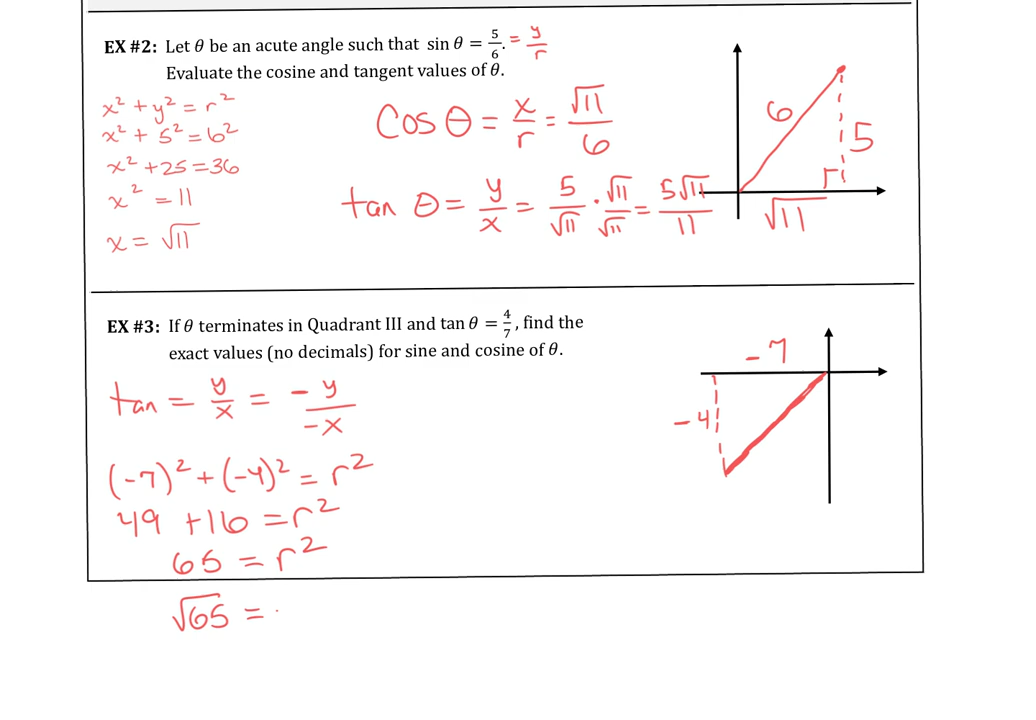 EX #2: Let θ be an acute angle such that sin θ = 5/6. = y/r
Evaluate the cosine and tangent values of θ.
x² + y² = r²
x² + 5² = 6²
x² + 25 = 36
x² = 11
x = √11
Cos θ = x/r = √11/6
tan θ = y/x = 5/√11 · √11/√11 = 5√11/11
6
5
√11
EX #3: If θ terminates in Quadrant III and tan θ = 4/7, find the
exact values (no decimals) for sine and cosine of θ.
tan = y/x = -y/-x
(-7)² + (-4)² = r²
49 + 16 = r²
65 = r²
√65 =
-7
-4